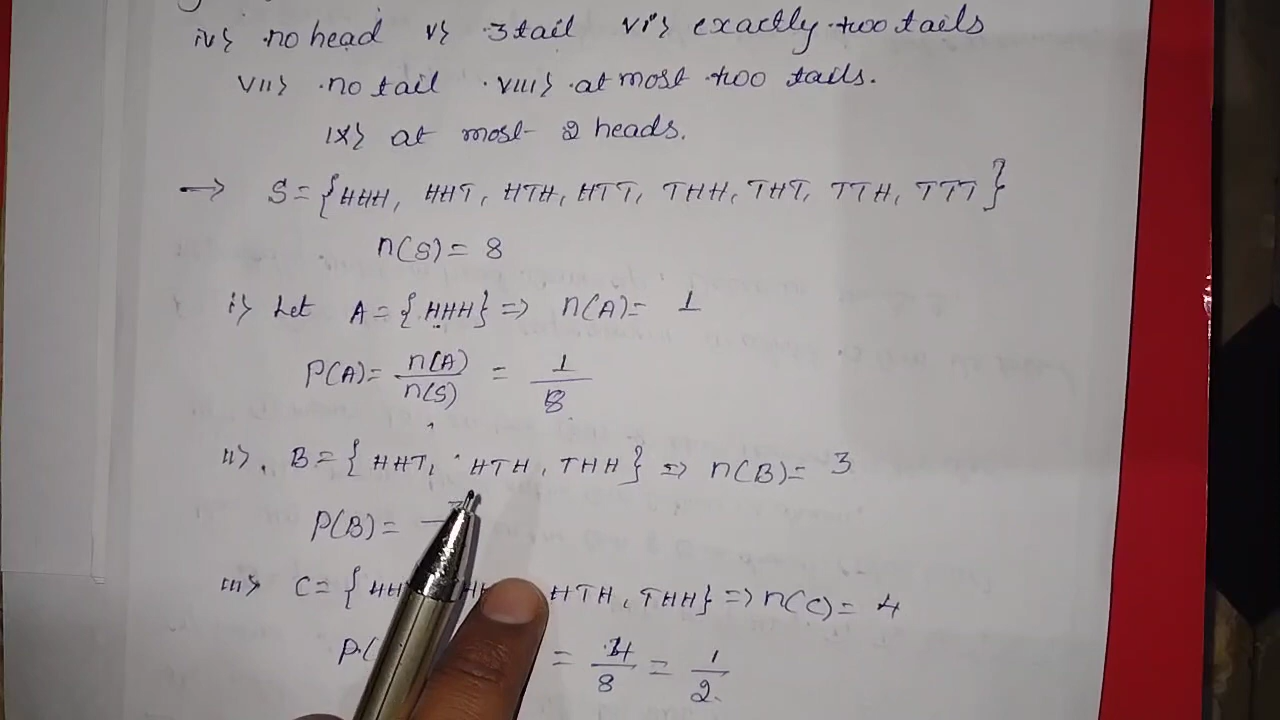 iv} no head v} 3 tail vi} exactly two tails
vii} no tail viii} at most two tails.
ix} at most 2 heads.
→ S = {HHH, HHT, HTH, HTT, THH, THT, TTH, TTT}
n(S) = 8
i} Let A = {HHH} ⇒ n(A) = 1
P(A) = n(A)/n(S) = 1/8
ii}. B = {HHT, HTH, THH} ⇒ n(B) = 3
P(B) =
iii} C = { HTH, THH} ⇒ n(C) = 4
= 4/8 = 1/2.